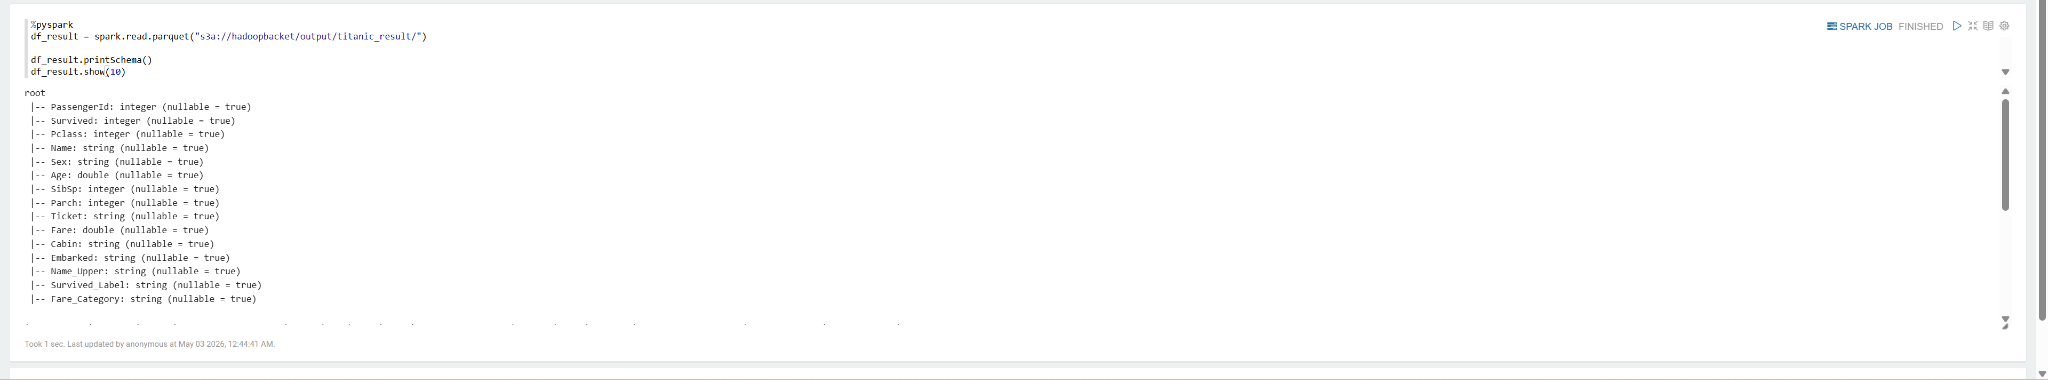 %pyspark
df_result = spark.read.parquet("s3a://hadoopbacket/output/titanic_result/")
SPARK JOB FINISHED
df_result.printSchema()
df_result.show(10)
root
|-- PassengerId: integer (nullable = true)
|-- Survived: integer (nullable = true)
|-- Pclass: integer (nullable = true)
|-- Name: string (nullable = true)
|-- Sex: string (nullable = true)
|-- Age: double (nullable = true)
|-- SibSp: integer (nullable = true)
|-- Parch: integer (nullable = true)
|-- Ticket: string (nullable = true)
|-- Fare: double (nullable = true)
|-- Cabin: string (nullable = true)
|-- Embarked: string (nullable = true)
|-- Name_Upper: string (nullable = true)
|-- Survived_Label: string (nullable = true)
|-- Fare_Category: string (nullable = true)
Took 1 sec. Last updated by anonymous at May 03 2026, 12:44:41 AM.